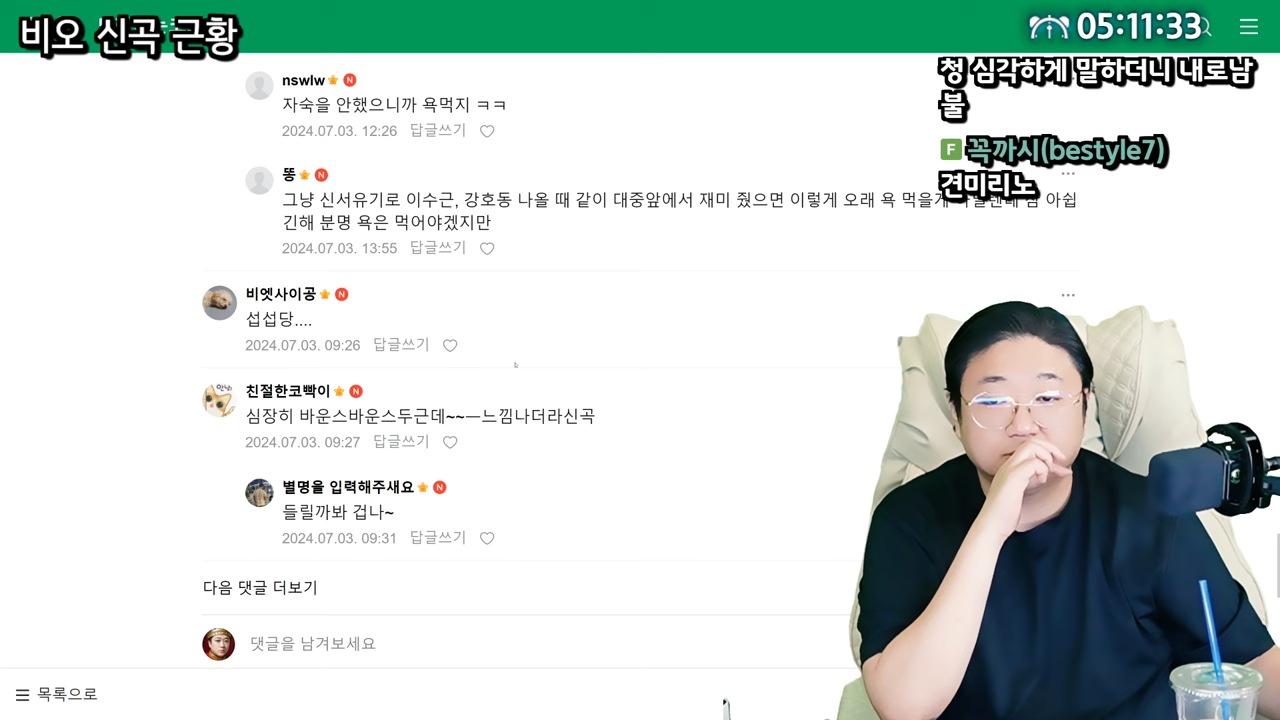 비오 신곡 근황
05:11:33
청 심각하게 말하더니 내로남
불
F 꼭까시(bestyle7)
견미리노
nswlw N
자숙을 안했으니까 욕먹지 ㅋㅋ
2024.07.03. 12:26 답글쓰기
똥 N
그냥 신서유기로 이수근, 강호동 나올 때 같이 대중앞에서 재미 줬으면 이렇게 오래 욕 먹을게 아쉽
긴해 분명 욕은 먹어야겠지만
2024.07.03. 13:55 답글쓰기
비엣사이공 N
섭섭당....
2024.07.03. 09:26 답글쓰기
친절한코빡이 N
심장히 바운스바운스두근데~~ㅡ느낌나더라신곡
2024.07.03. 09:27 답글쓰기
별명을 입력해주새요 N
들릴까봐 겁나~
2024.07.03. 09:31 답글쓰기
다음 댓글 더보기
댓글을 남겨보세요
목록으로